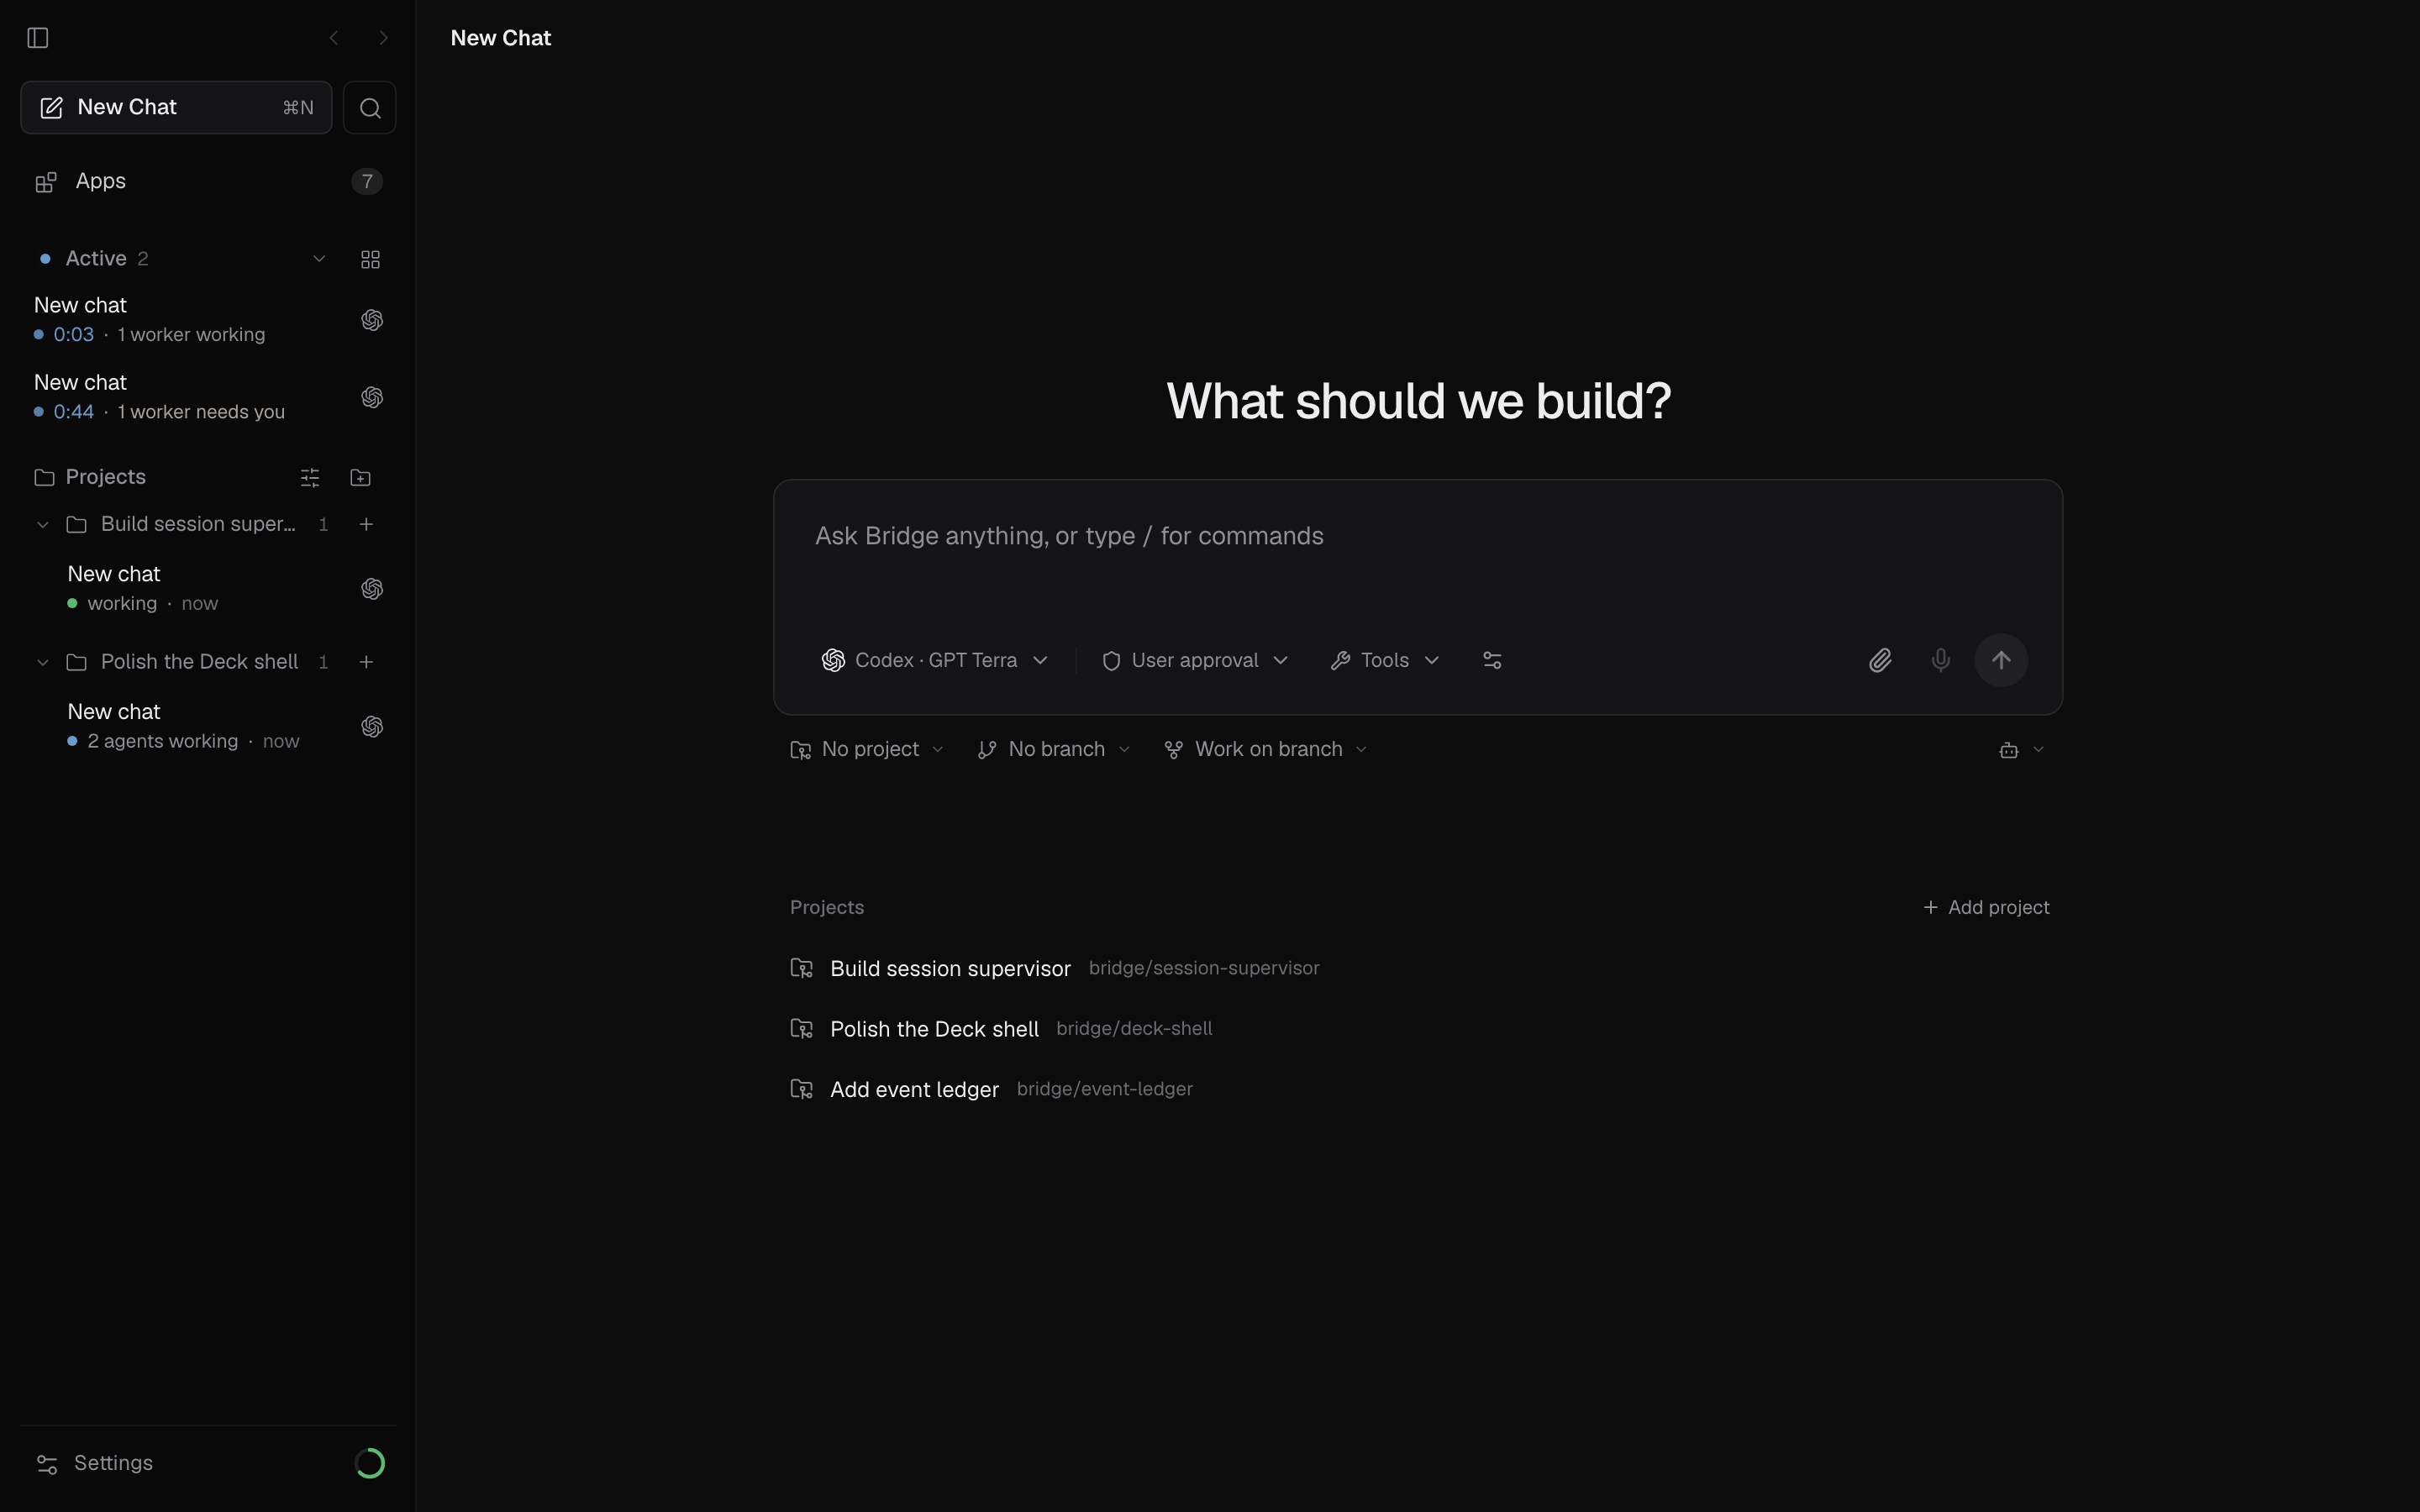 New Chat
New Chat ⌘N
Apps 7
Active 2
New chat
0:03 · 1 worker working
New chat
0:44 · 1 worker needs you
Projects
Build session super... 1
New chat
working · now
Polish the Deck shell 1
New chat
2 agents working · now
Settings
What should we build?
Ask Bridge anything, or type / for commands
Codex · GPT Terra User approval Tools
No project No branch Work on branch
Projects + Add project
Build session supervisor bridge/session-supervisor
Polish the Deck shell bridge/deck-shell
Add event ledger bridge/event-ledger